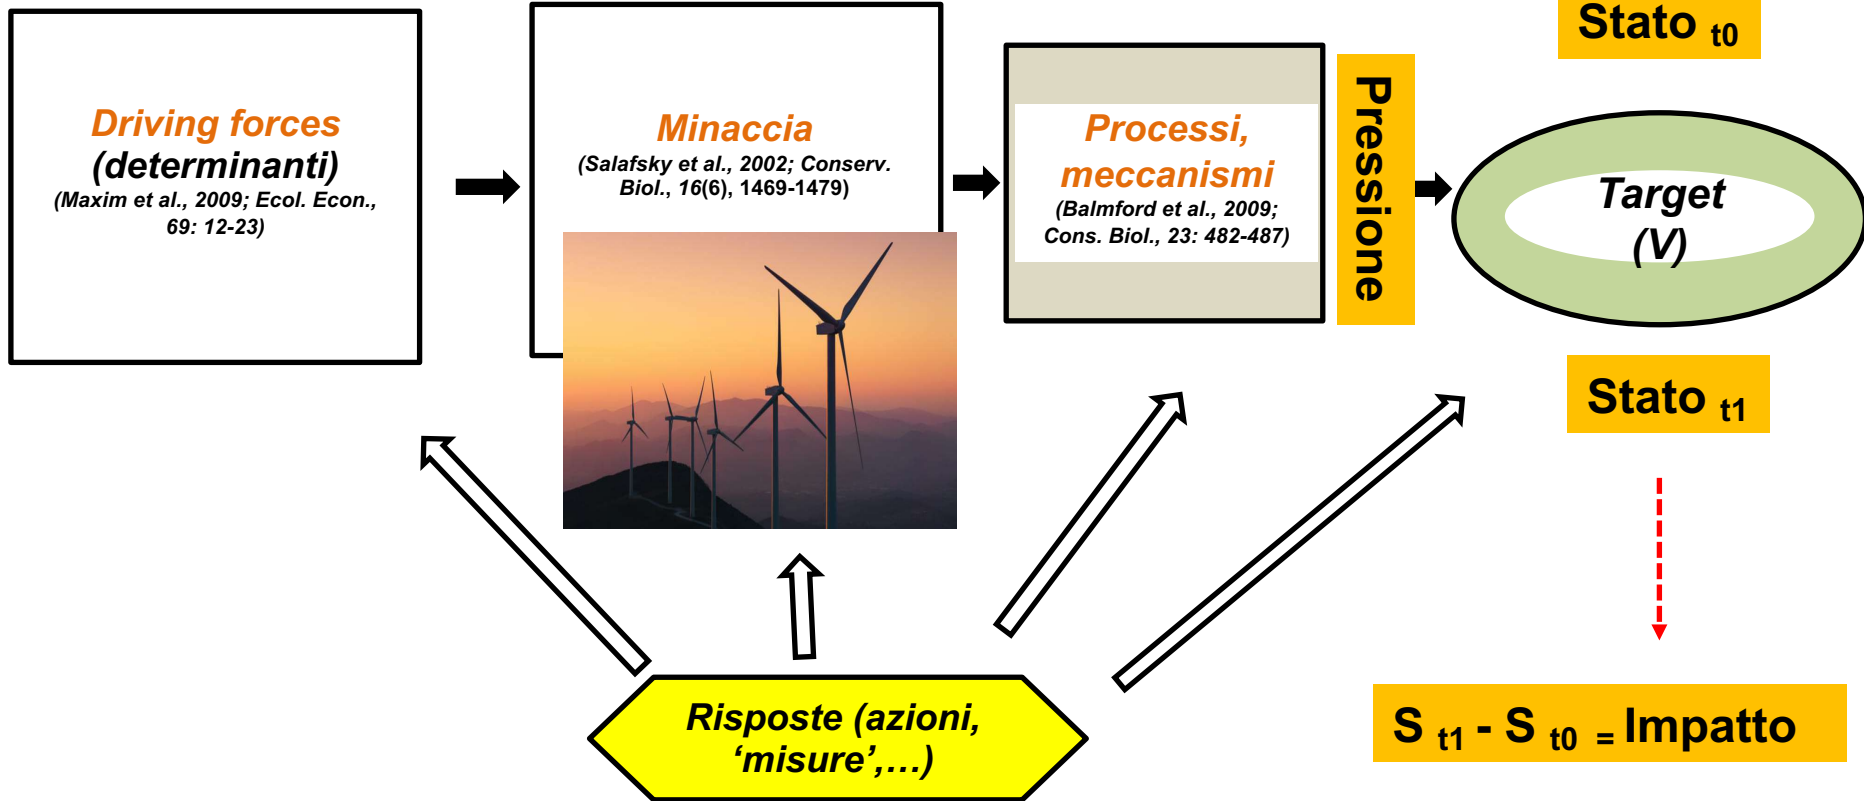 Driving forces
(determinanti)
(Maxim et al., 2009; Ecol. Econ.,
69: 12-23)
Minaccia
(Salafsky et al., 2002; Conserv.
Biol., 16(6), 1469-1479)
Processi,
meccanismi
(Balmford et al., 2009;
Cons. Biol., 23: 482-487)
Pressione
Stato t0
Target
(V)
Stato t1
Risposte (azioni,
‘misure’,…)
S t1 - S t0 = Impatto